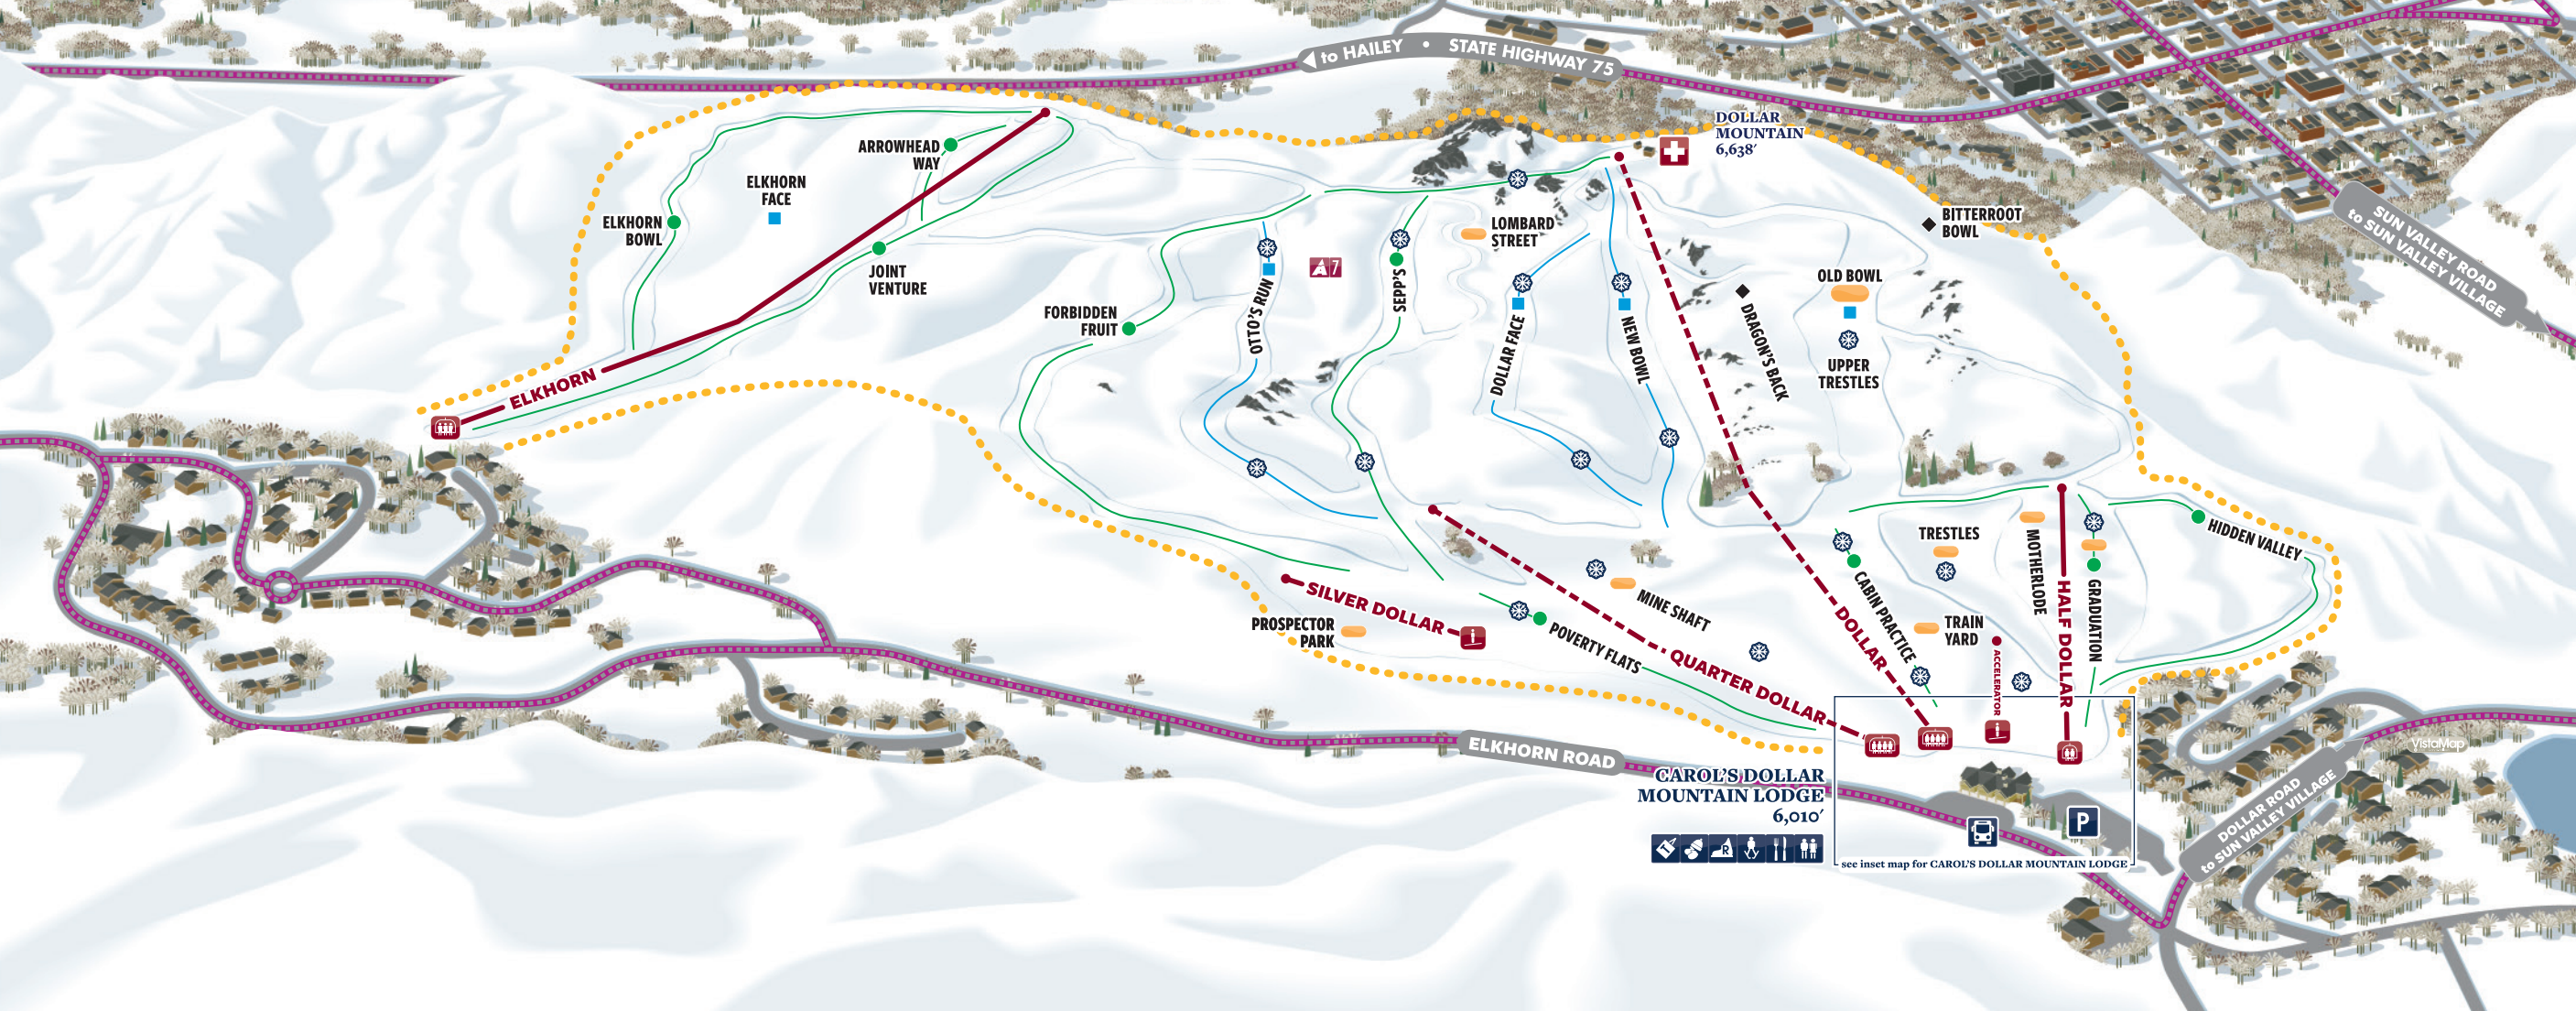 to HAILEY • STATE HIGHWAY 75
DOLLAR
MOUNTAIN
6,638′
ARROWHEAD
WAY
ELKHORN
FACE
ELKHORN
BOWL
JOINT
VENTURE
ELKHORN
FORBIDDEN
FRUIT
OTTO'S RUN
A7
SEPP'S
LOMBARD
STREET
DOLLAR FACE
NEW BOWL
DRAGON'S BACK
OLD BOWL
UPPER
TRESTLES
BITTERROOT
BOWL
SUN VALLEY ROAD
to SUN VALLEY VILLAGE
HIDDEN VALLEY
TRESTLES
MOTHERLODE
HALF DOLLAR
GRADUATION
TRAIN
YARD
ACCELERATOR
CABIN PRACTICE
DOLLAR
MINE SHAFT
QUARTER DOLLAR
POVERTY FLATS
SILVER DOLLAR
PROSPECTOR
PARK
ELKHORN ROAD
CAROL'S DOLLAR
MOUNTAIN LODGE
6,010′
R
P
see inset map for CAROL'S DOLLAR MOUNTAIN LODGE
DOLLAR ROAD
to SUN VALLEY VILLAGE
VistaMap